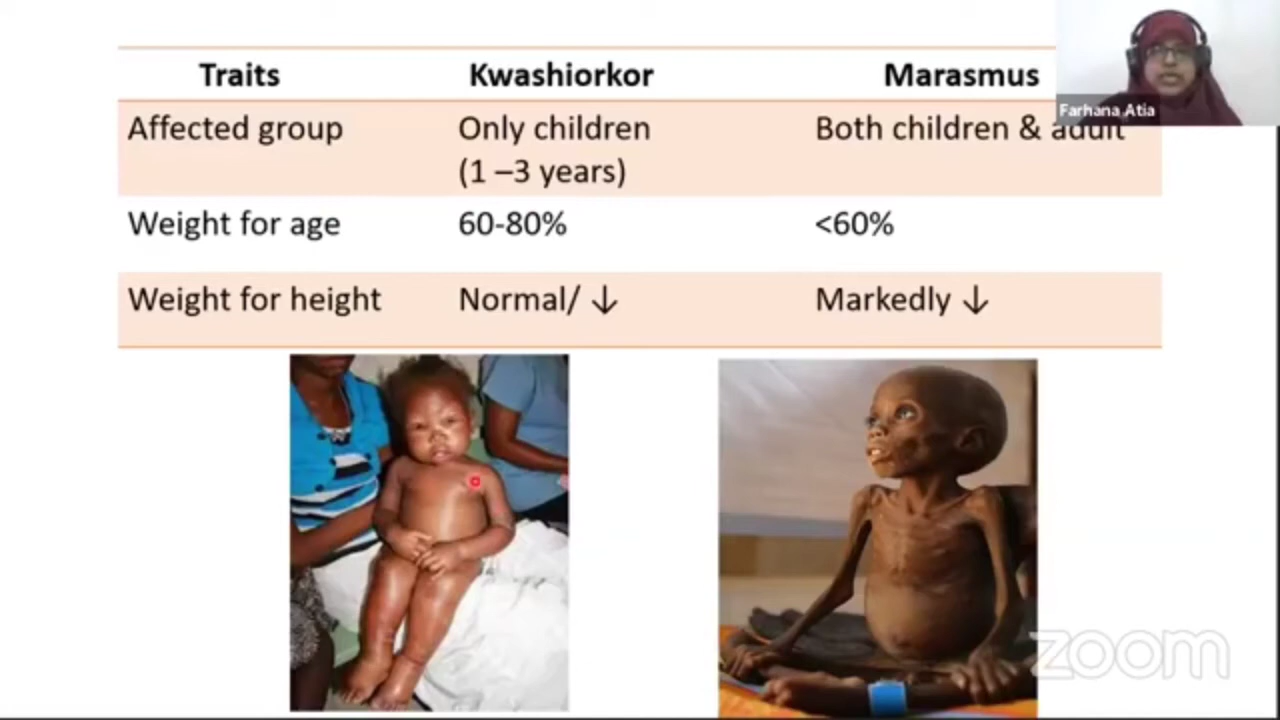 Traits Kwashiorkor Marasmus
Farhana Atia
Affected group Only children Both children & adult
(1 –3 years)
Weight for age 60-80% <60%
Weight for height Normal/ ↓ Markedly ↓
zoom